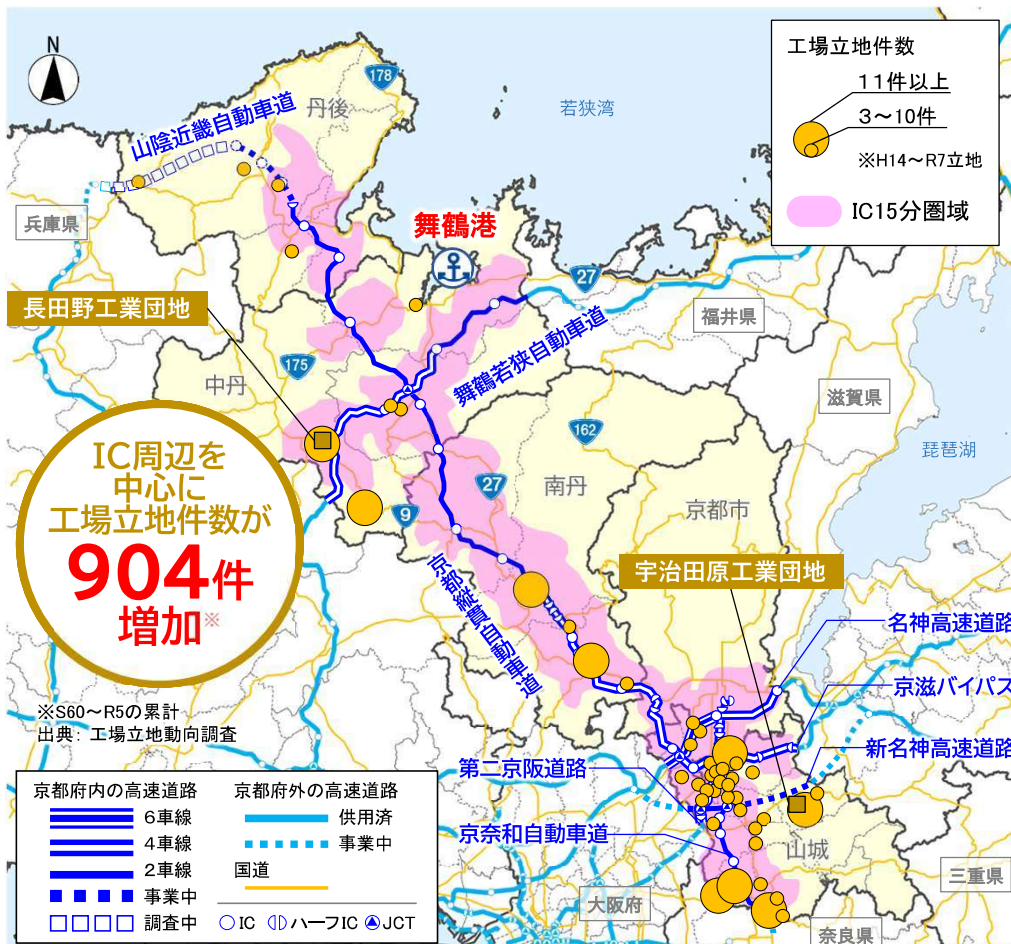 工場立地件数
11件以上
3～10件
※H14～R7立地
IC15分圏域
N
178
丹後
若狭湾
山陰近畿自動車道
兵庫県
舞鶴港
27
福井県
長田野工業団地
175
中丹
舞鶴若狭自動車道
滋賀県
162
琵琶湖
IC周辺を
中心に
工場立地件数が
904件
増加※
27
南丹
9
京都市
京都縦貫自動車道
宇治田原工業団地
名神高速道路
京滋バイパス
新名神高速道路
※S60～R5の累計
出典：工場立地動向調査
第二京阪道路
京奈和自動車道
山城
三重県
大阪府
奈良県
京都府内の高速道路
6車線
4車線
2車線
事業中
調査中
京都府外の高速道路
供用済
事業中
国道
IC ハーフIC JCT